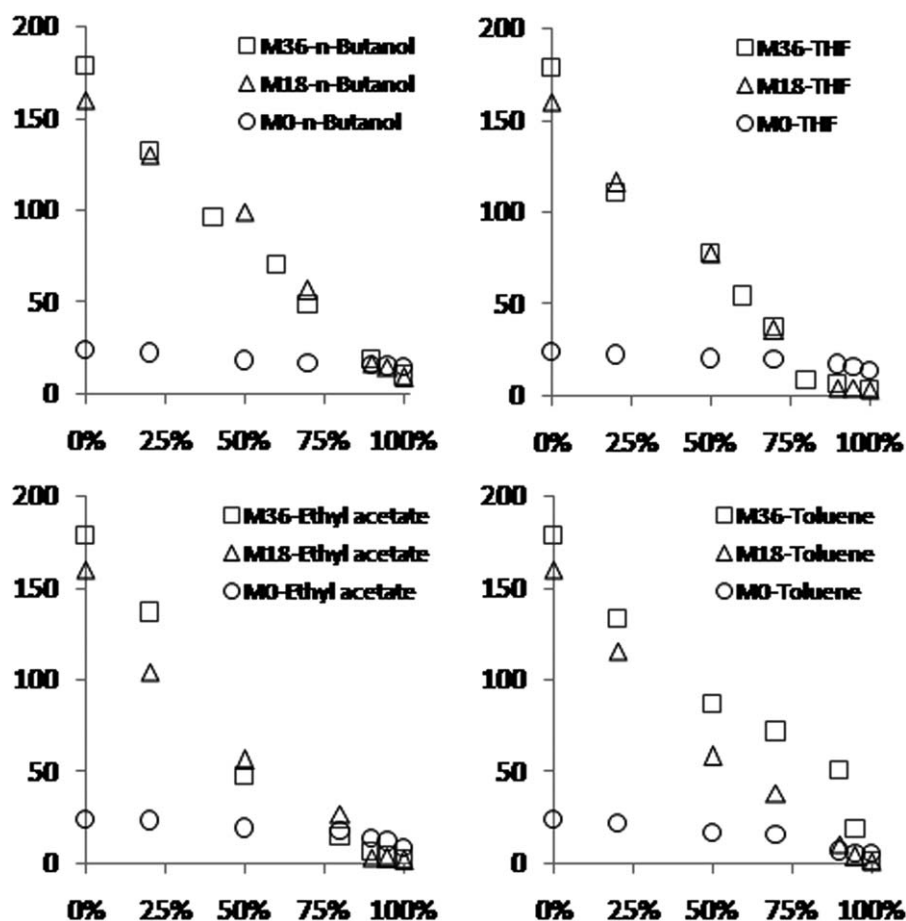 200
150
100
50
0
0% 25% 50% 75% 100%
M36-n-Butanol
M18-n-Butanol
M0-n-Butanol
200
150
100
50
0
0% 25% 50% 75% 100%
M36-THF
M18-THF
M0-THF
200
150
100
50
0
0% 25% 50% 75% 100%
M36-Ethyl acetate
M18-Ethyl acetate
M0-Ethyl acetate
200
150
100
50
0
0% 25% 50% 75% 100%
M36-Toluene
M18-Toluene
M0-Toluene